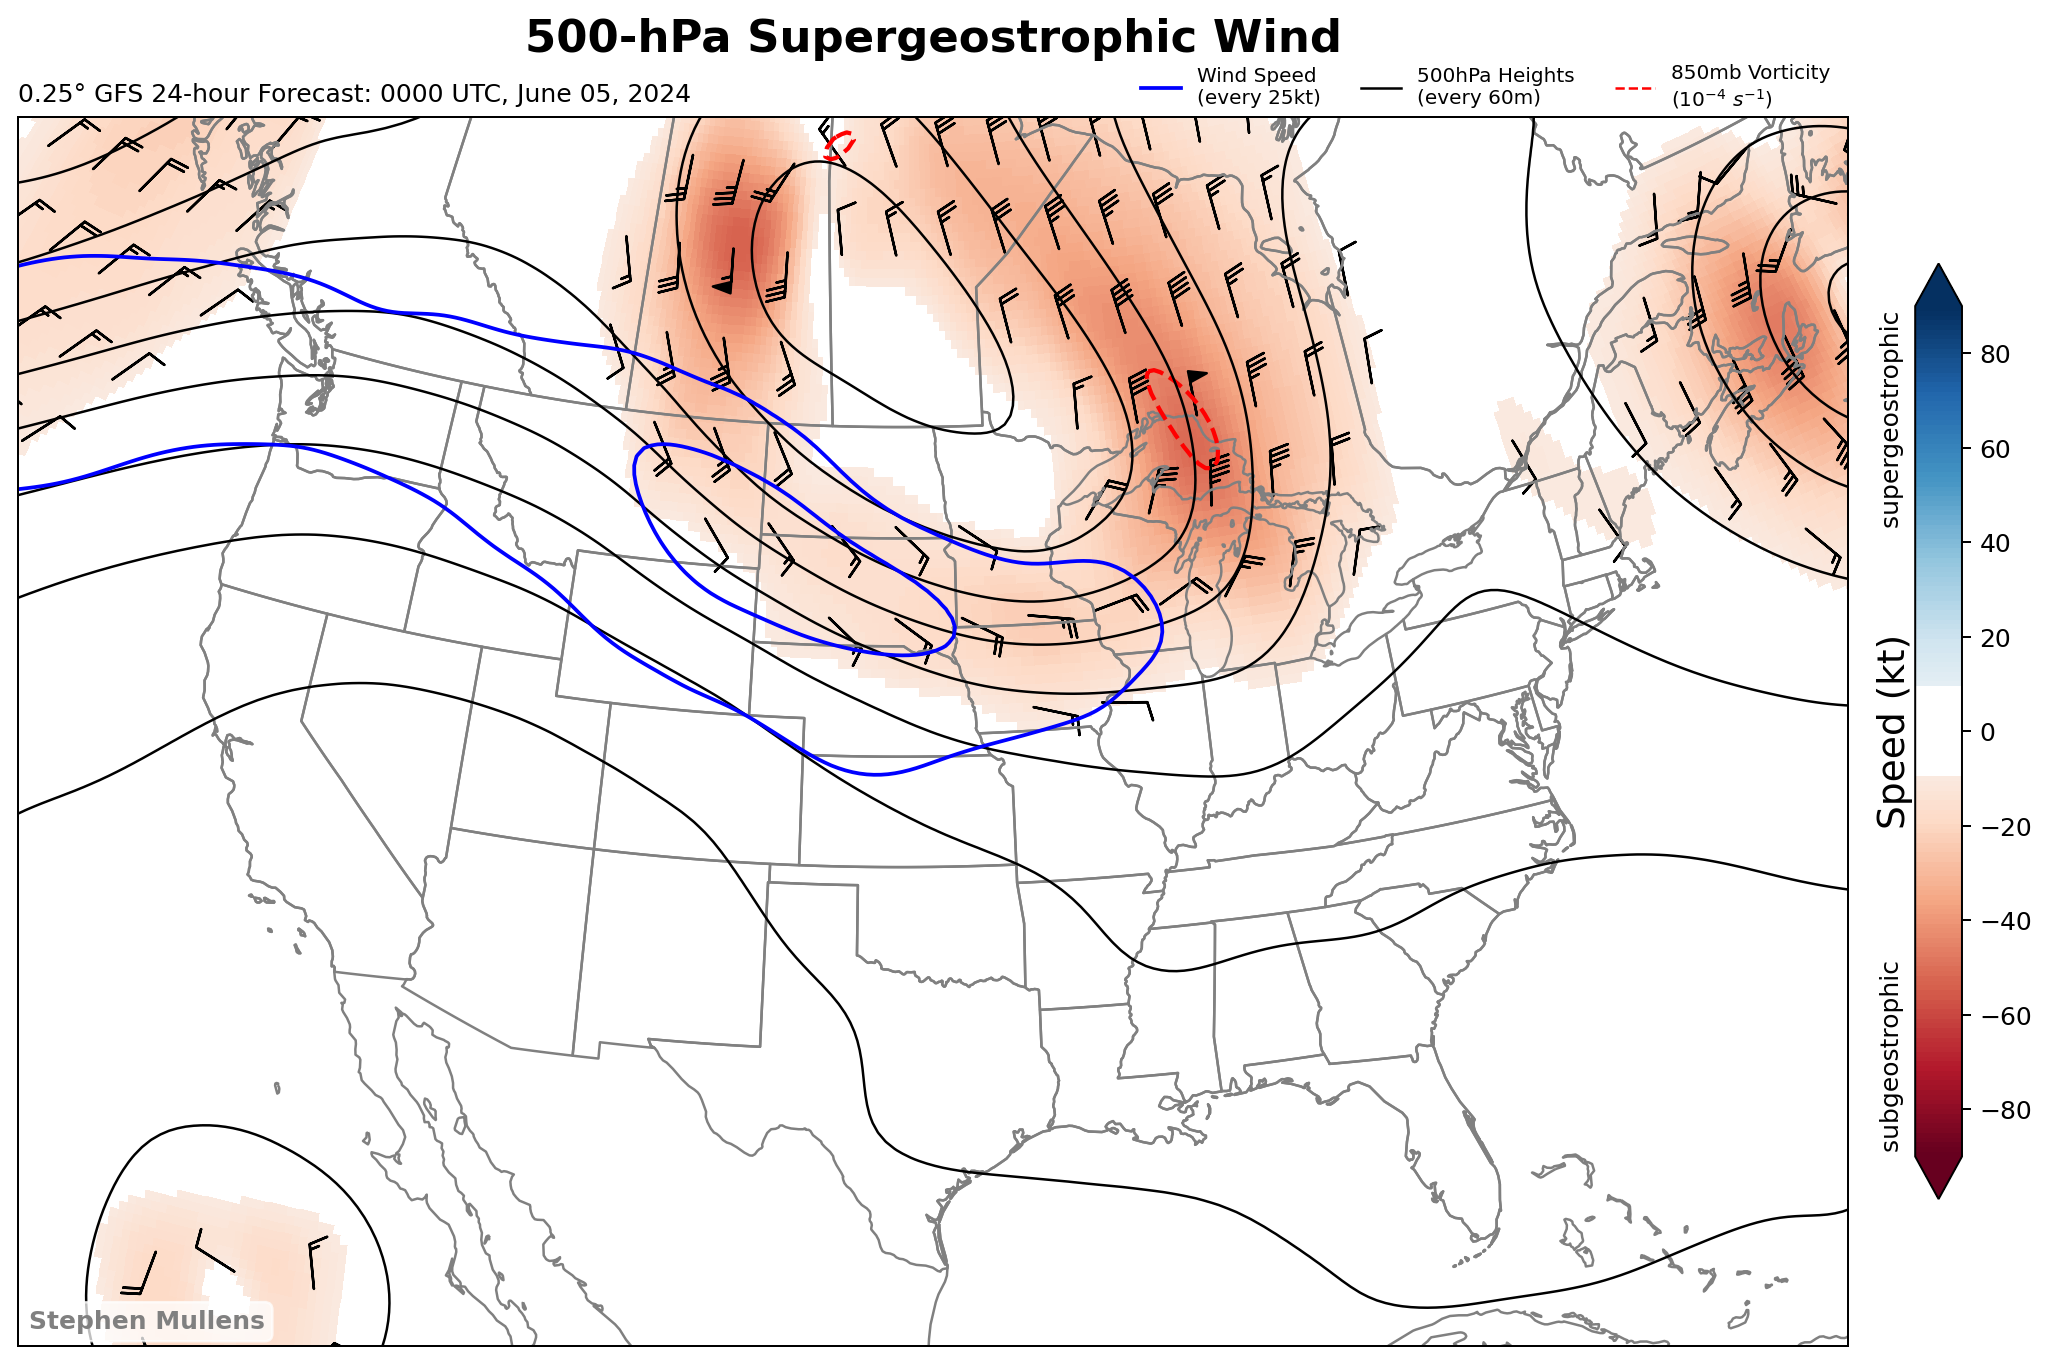 500-hPa Supergeostrophic Wind
0.25° GFS 24-hour Forecast: 0000 UTC, June 05, 2024
Wind Speed
(every 25kt)
500hPa Heights
(every 60m)
850mb Vorticity
(10⁻⁴ s⁻¹)
supergeostrophic
Speed (kt)
subgeostrophic
80
60
40
20
0
−20
−40
−60
−80
Stephen Mullens